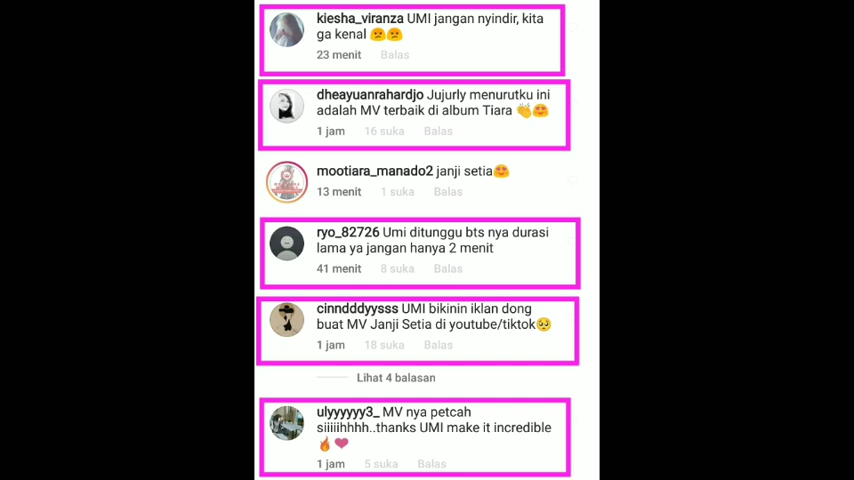 kiesha_viranza UMI jangan nyindir, kita
ga kenal 😠😠
23 menit Balas
dheayuanrahardjo Jujurly menurutku ini
adalah MV terbaik di album Tiara 👏😍
1 jam 16 suka Balas
mootiara_manado2 janji setia😍
13 menit 1 suka Balas
ryo_82726 Umi ditunggu bts nya durasi
lama ya jangan hanya 2 menit
41 menit 8 suka Balas
cinndddyysss UMI bikinin iklan dong
buat MV Janji Setia di youtube/tiktok🥺
1 jam 18 suka Balas
Lihat 4 balasan
ulyyyyyy3_ MV nya petcah
siiiiihhhh..thanks UMI make it incredible
🔥❤
1 jam 5 suka Balas